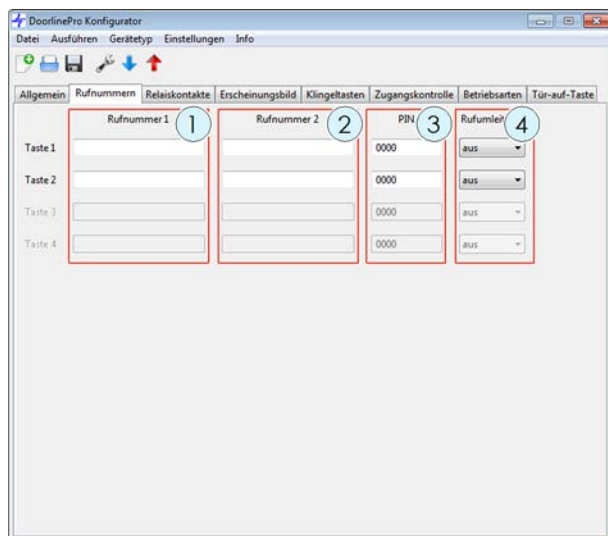 DoorlinePro Konfigurator
Datei Ausführen Gerätetyp Einstellungen Info
Allgemein Rufnummern Relaiskontakte Erscheinungsbild Klingeltasten Zugangskontrolle Betriebsarten Tür-auf-Taste
Rufnummer 1 1 Rufnummer 2 2 PIN 3 4
Taste 1 0000 aus
Taste 2 0000 aus
Taste 3 0000 aus
Taste 4 0000 aus